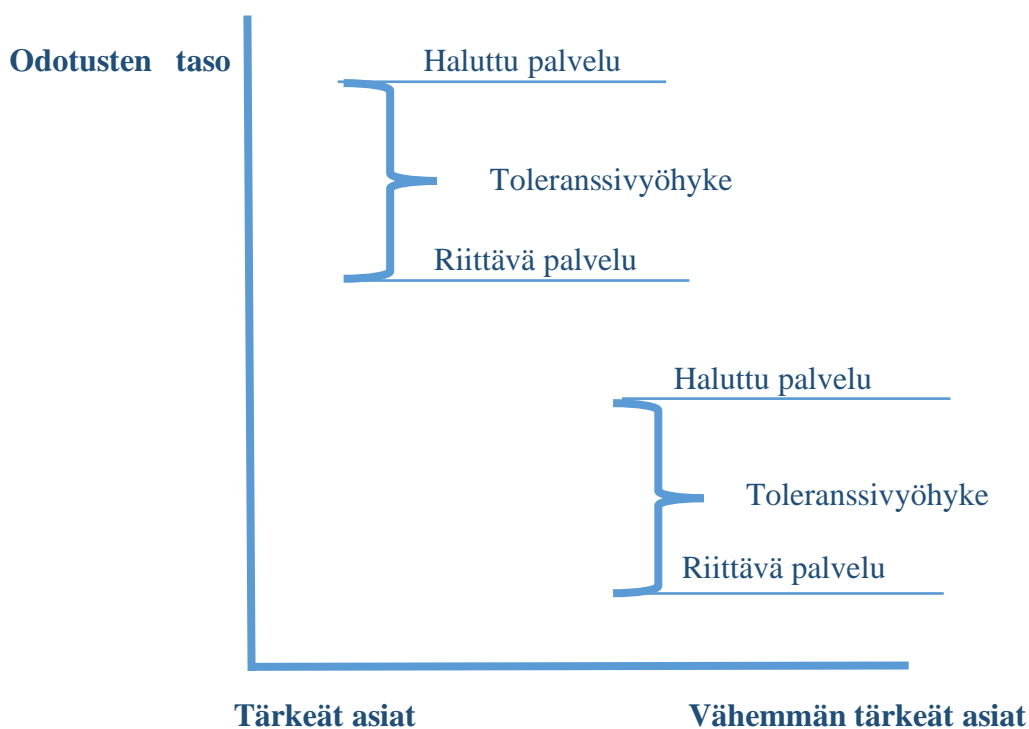 Odotusten taso
Haluttu palvelu
Toleranssivyöhyke
Riittävä palvelu
Haluttu palvelu
Toleranssivyöhyke
Riittävä palvelu
Tärkeät asiat
Vähemmän tärkeät asiat